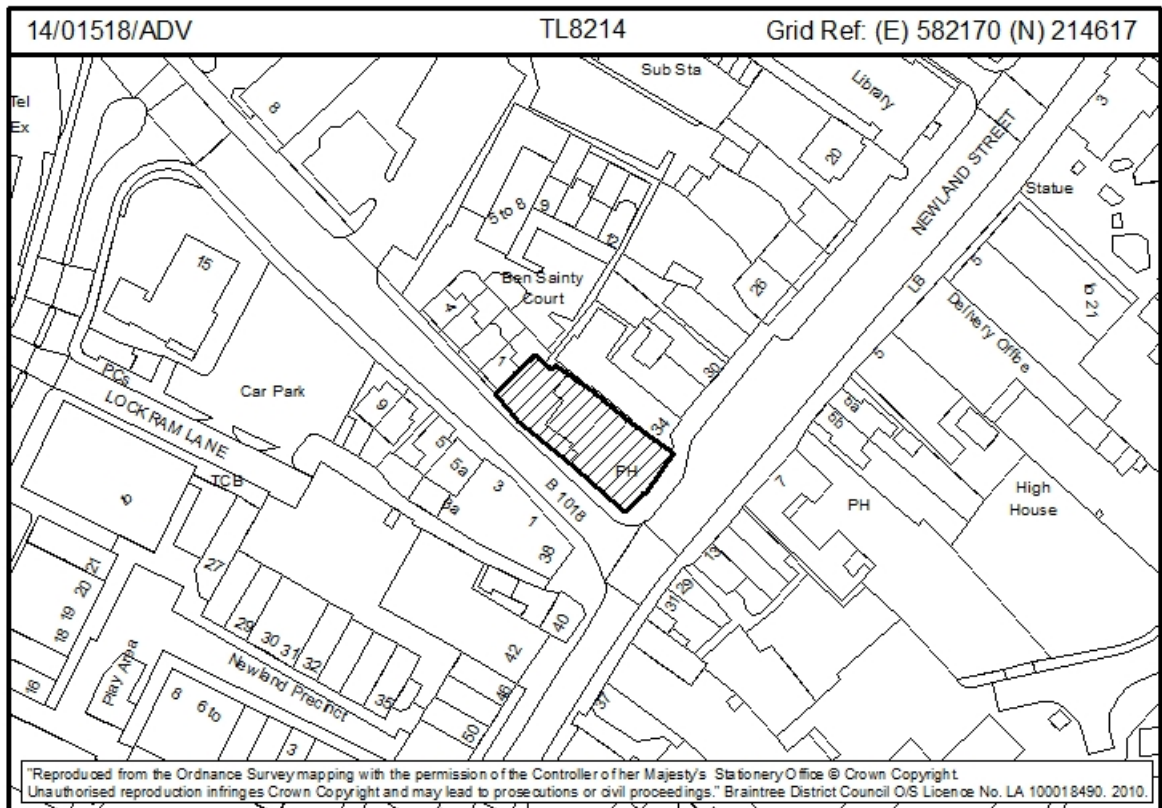 14/01518/ADV TL8214 Grid Ref: (E) 582170 (N) 214617
Sub Sta
Library
Tel
Ex
8
3
20
NEWLAND STREET
Statue
5 to 8
9
12
15
Ben Sainty
Court
26
LB
5
to 21
Delivery Office
4
1
30
5
PCs
Car Park
LOCKRAM LANE
9
5
5a
3
3a
1
38
34
PH
B 1018
5a
5b
7
PH
High
House
TCB
27
21
20
19
18
16
29
30
31
32
35
Newland Precinct
Play Area
8
6 to
3
40
42
46
50
13
29
31
37
"Reproduced from the Ordnance Survey mapping with the permission of the Controller of her Majesty's Stationery Office © Crown Copyright.
Unauthorised reproduction infringes Crown Copyright and may lead to prosecutions or civil proceedings." Braintree District Council O/S Licence No. LA 100018490. 2010.